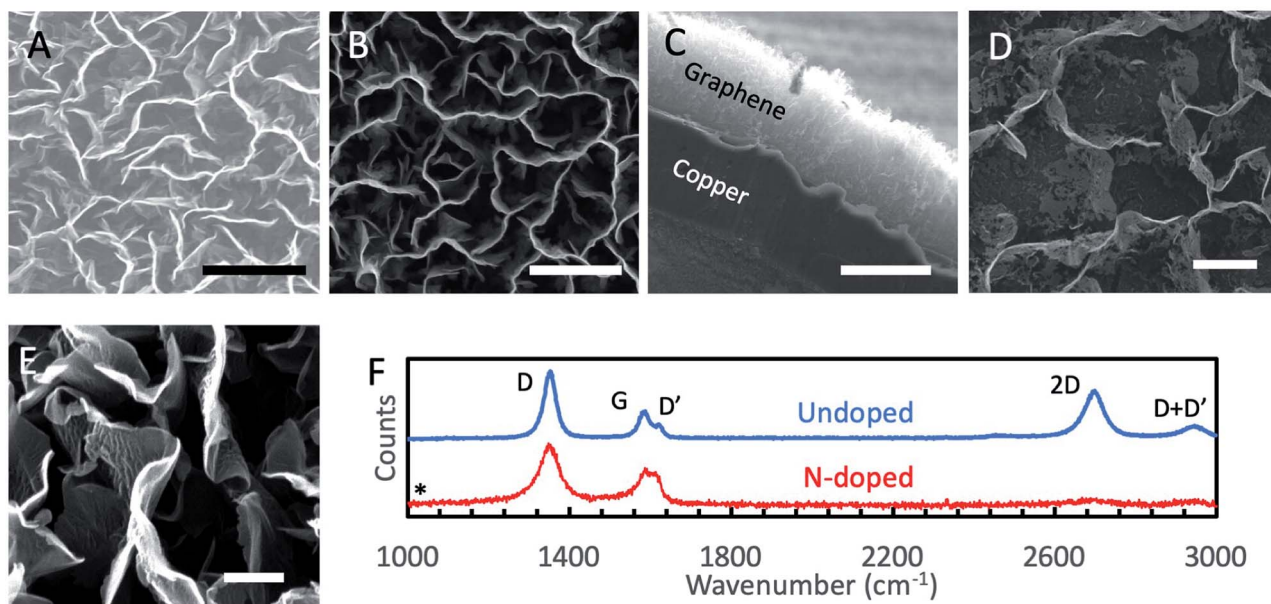 A
B
C
Graphene
Copper
D
E
F
D
G
D’
2D
D+D’
Undoped
N-doped
*
Counts
1000
1400
1800
2200
2600
3000
Wavenumber (cm⁻¹)